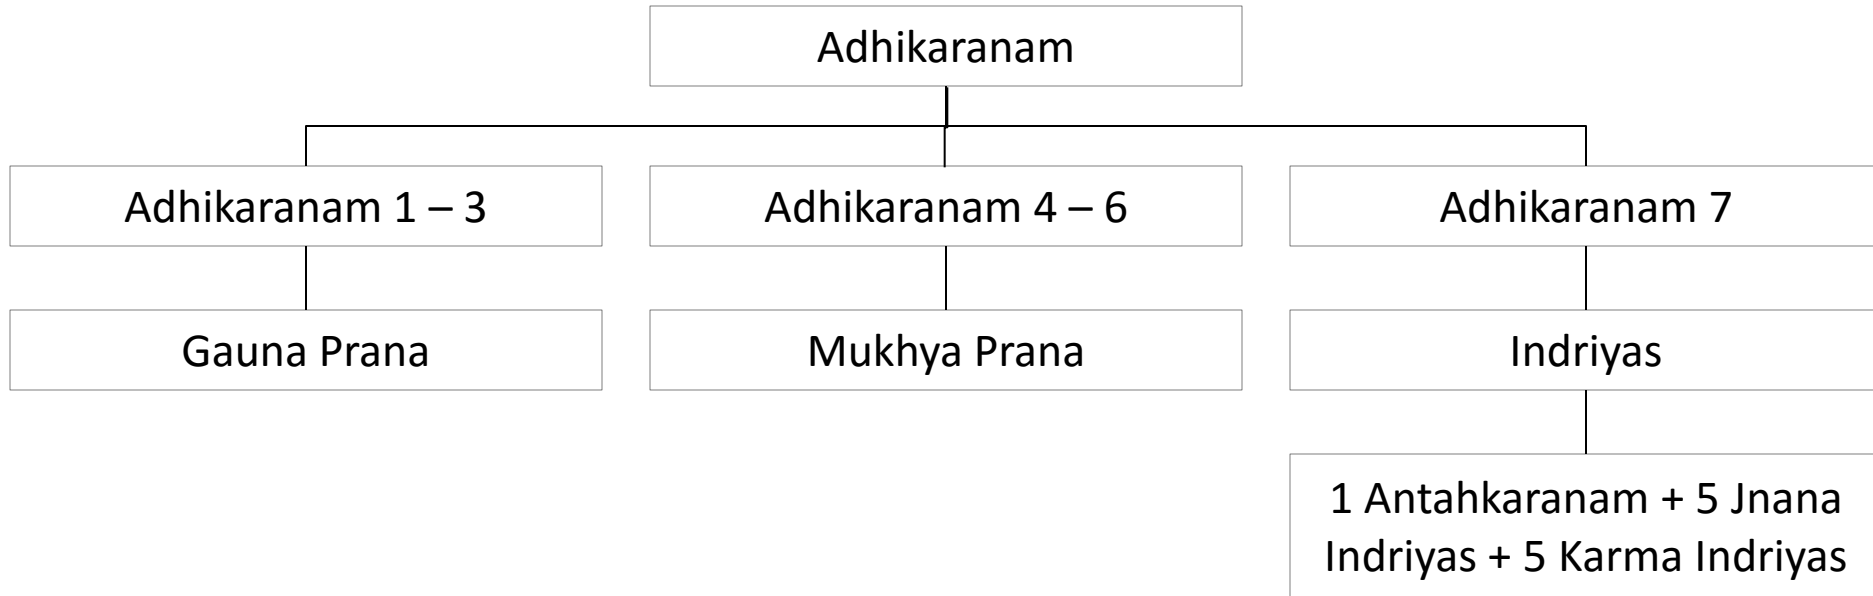 Adhikaranam
Adhikaranam 1 – 3
Adhikaranam 4 – 6
Adhikaranam 7
Gauna Prana
Mukhya Prana
Indriyas
1 Antahkaranam + 5 Jnana
Indriyas + 5 Karma Indriyas